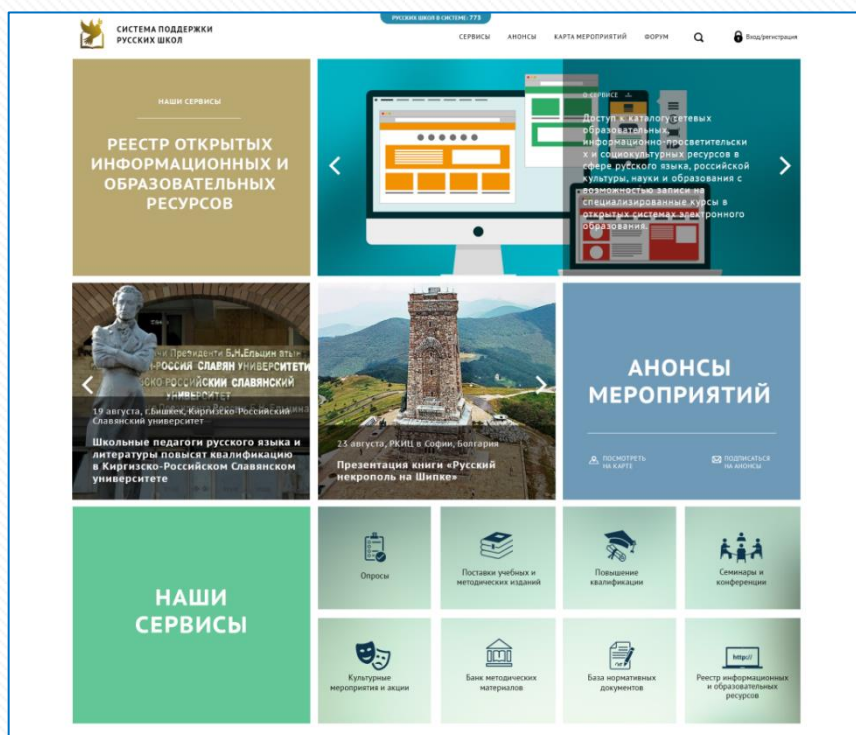 РУССКИХ ШКОЛ В СИСТЕМЕ: 773
СИСТЕМА ПОДДЕРЖКИ
РУССКИХ ШКОЛ
СЕРВИСЫ АНОНСЫ КАРТА МЕРОПРИЯТИЙ ФОРУМ Вход/регистрация
НАШИ СЕРВИСЫ
РЕЕСТР ОТКРЫТЫХ
ИНФОРМАЦИОННЫХ И
ОБРАЗОВАТЕЛЬНЫХ
РЕСУРСОВ
О СЕРВИСЕ
Доступ к каталогу сетевых
образовательных,
информационно-просветительски
х и социокультурных ресурсов в
сфере русского языка, российской
культуры, науки и образования с
возможностью записи на
специализированные курсы в
открытых системах электронного
образования.
Президенти Б.Н.Ельцин атын
РОССИЯ СЛАВЯН УНИВЕРСИТЕТИ
СКО РОССИЙСКИЙ СЛАВЯНСКИЙ
УНИВЕРСИТЕТ
19 августа, г.Бишкек, Киргизско-Российский
Славянский университет
Школьные педагоги русского языка и
литературы повысят квалификацию
в Киргизско-Российском Славянском
университете
23 августа, РКИЦ в Софии, Болгария
Презентация книги «Русский
некрополь на Шипке»
АНОНСЫ
МЕРОПРИЯТИЙ
ПОСМОТРЕТЬ
НА КАРТЕ
ПОДПИСАТЬСЯ
НА АНОНСЫ
НАШИ
СЕРВИСЫ
Опросы
Поставки учебных и
методических изданий
Повышение
квалификации
Семинары и
конференции
Культурные
мероприятия и акции
Банк методических
материалов
База нормативных
документов
http://
Реестр информационных
и образовательных
ресурсов